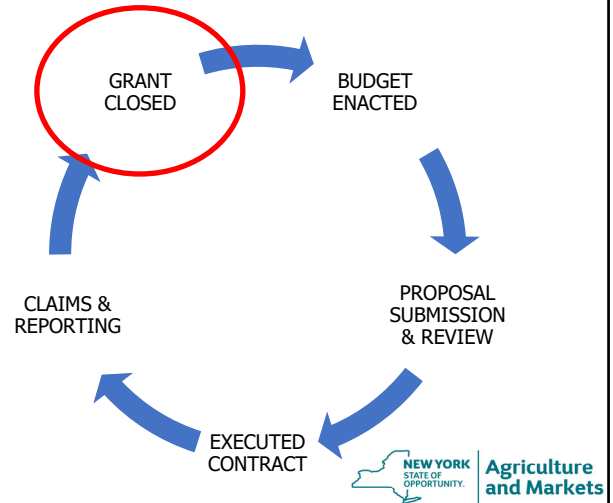 GRANT
CLOSED
BUDGET
ENACTED
PROPOSAL
SUBMISSION
& REVIEW
EXECUTED
CONTRACT
CLAIMS &
REPORTING
NEW YORK
STATE OF
OPPORTUNITY.
Agriculture
and Markets